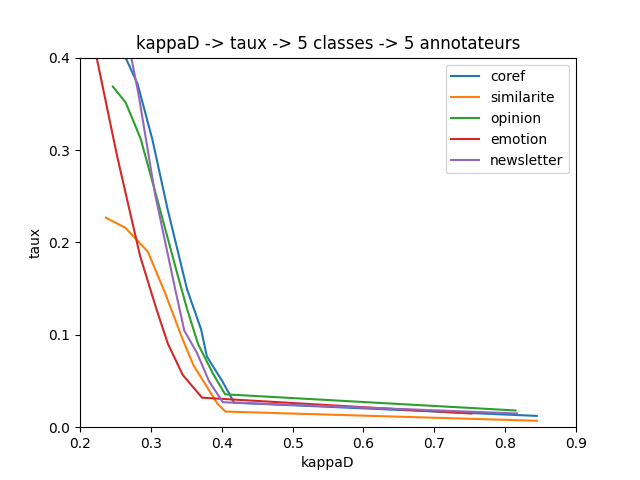 kappaD -> taux -> 5 classes -> 5 annotateurs
0.4
0.3
0.2
0.1
0.0
taux
coref
similarite
opinion
emotion
newsletter
0.2 0.3 0.4 0.5 0.6 0.7 0.8 0.9
kappaD